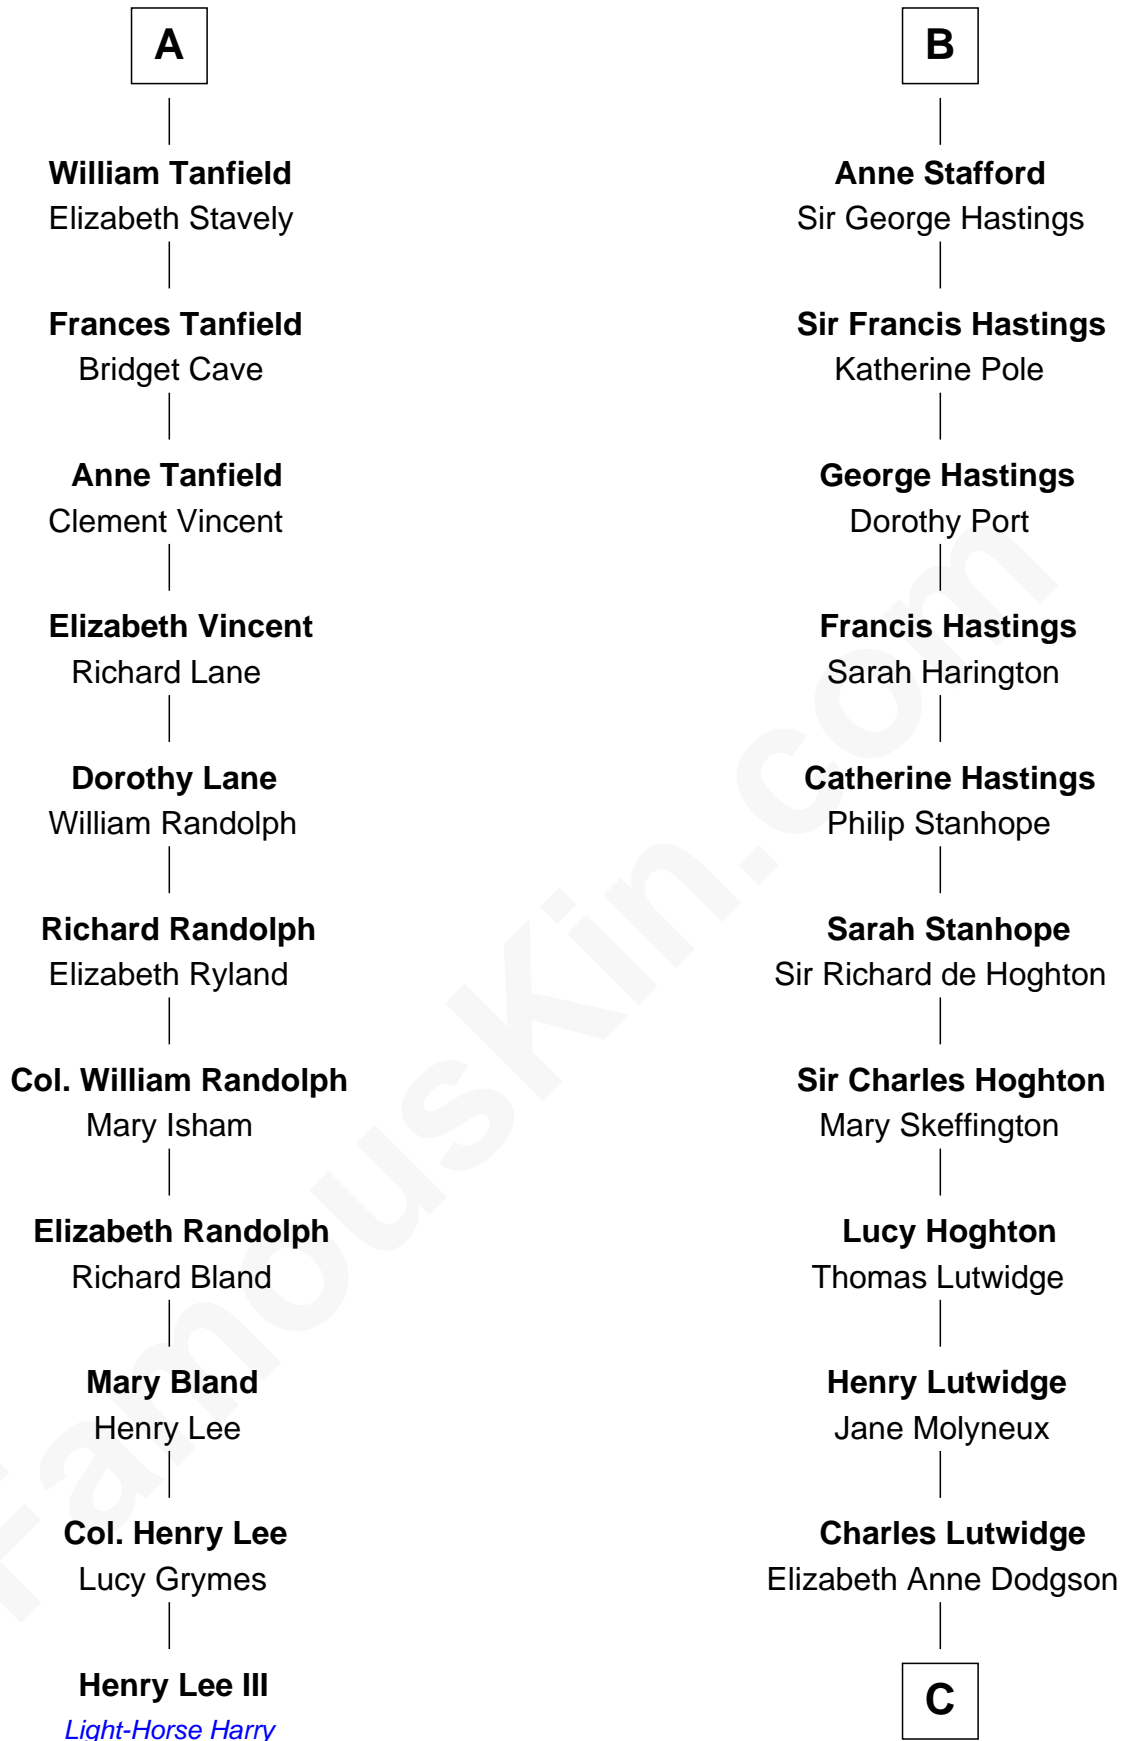 A
William Tanfield
Elizabeth Stavely
Frances Tanfield
Bridget Cave
Anne Tanfield
Clement Vincent
Elizabeth Vincent
Richard Lane
Dorothy Lane
William Randolph
Richard Randolph
Elizabeth Ryland
Col. William Randolph
Mary Isham
Elizabeth Randolph
Richard Bland
Mary Bland
Henry Lee
Col. Henry Lee
Lucy Grymes
Henry Lee III
Light-Horse Harry
B
Anne Stafford
Sir George Hastings
Sir Francis Hastings
Katherine Pole
George Hastings
Dorothy Port
Francis Hastings
Sarah Harington
Catherine Hastings
Philip Stanhope
Sarah Stanhope
Sir Richard de Hoghton
Sir Charles Hoghton
Mary Skeffington
Lucy Hoghton
Thomas Lutwidge
Henry Lutwidge
Jane Molyneux
Charles Lutwidge
Elizabeth Anne Dodgson
C
FamousKin.com